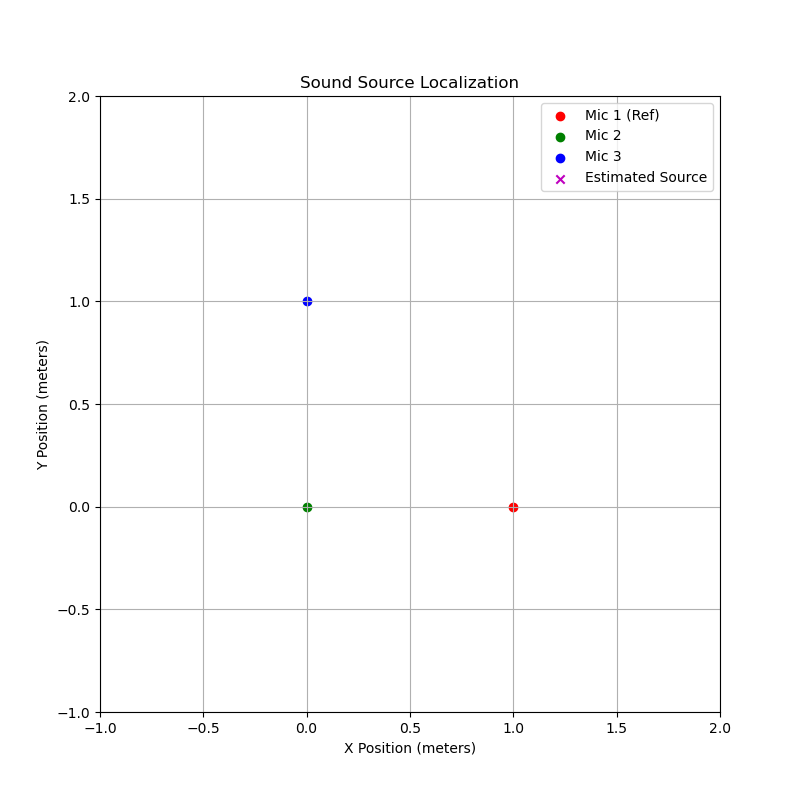 Sound Source Localization
2.0
1.5
1.0
0.5
0.0
−0.5
−1.0
Y Position (meters)
Mic 1 (Ref)
Mic 2
Mic 3
Estimated Source
−1.0 −0.5 0.0 0.5 1.0 1.5 2.0
X Position (meters)